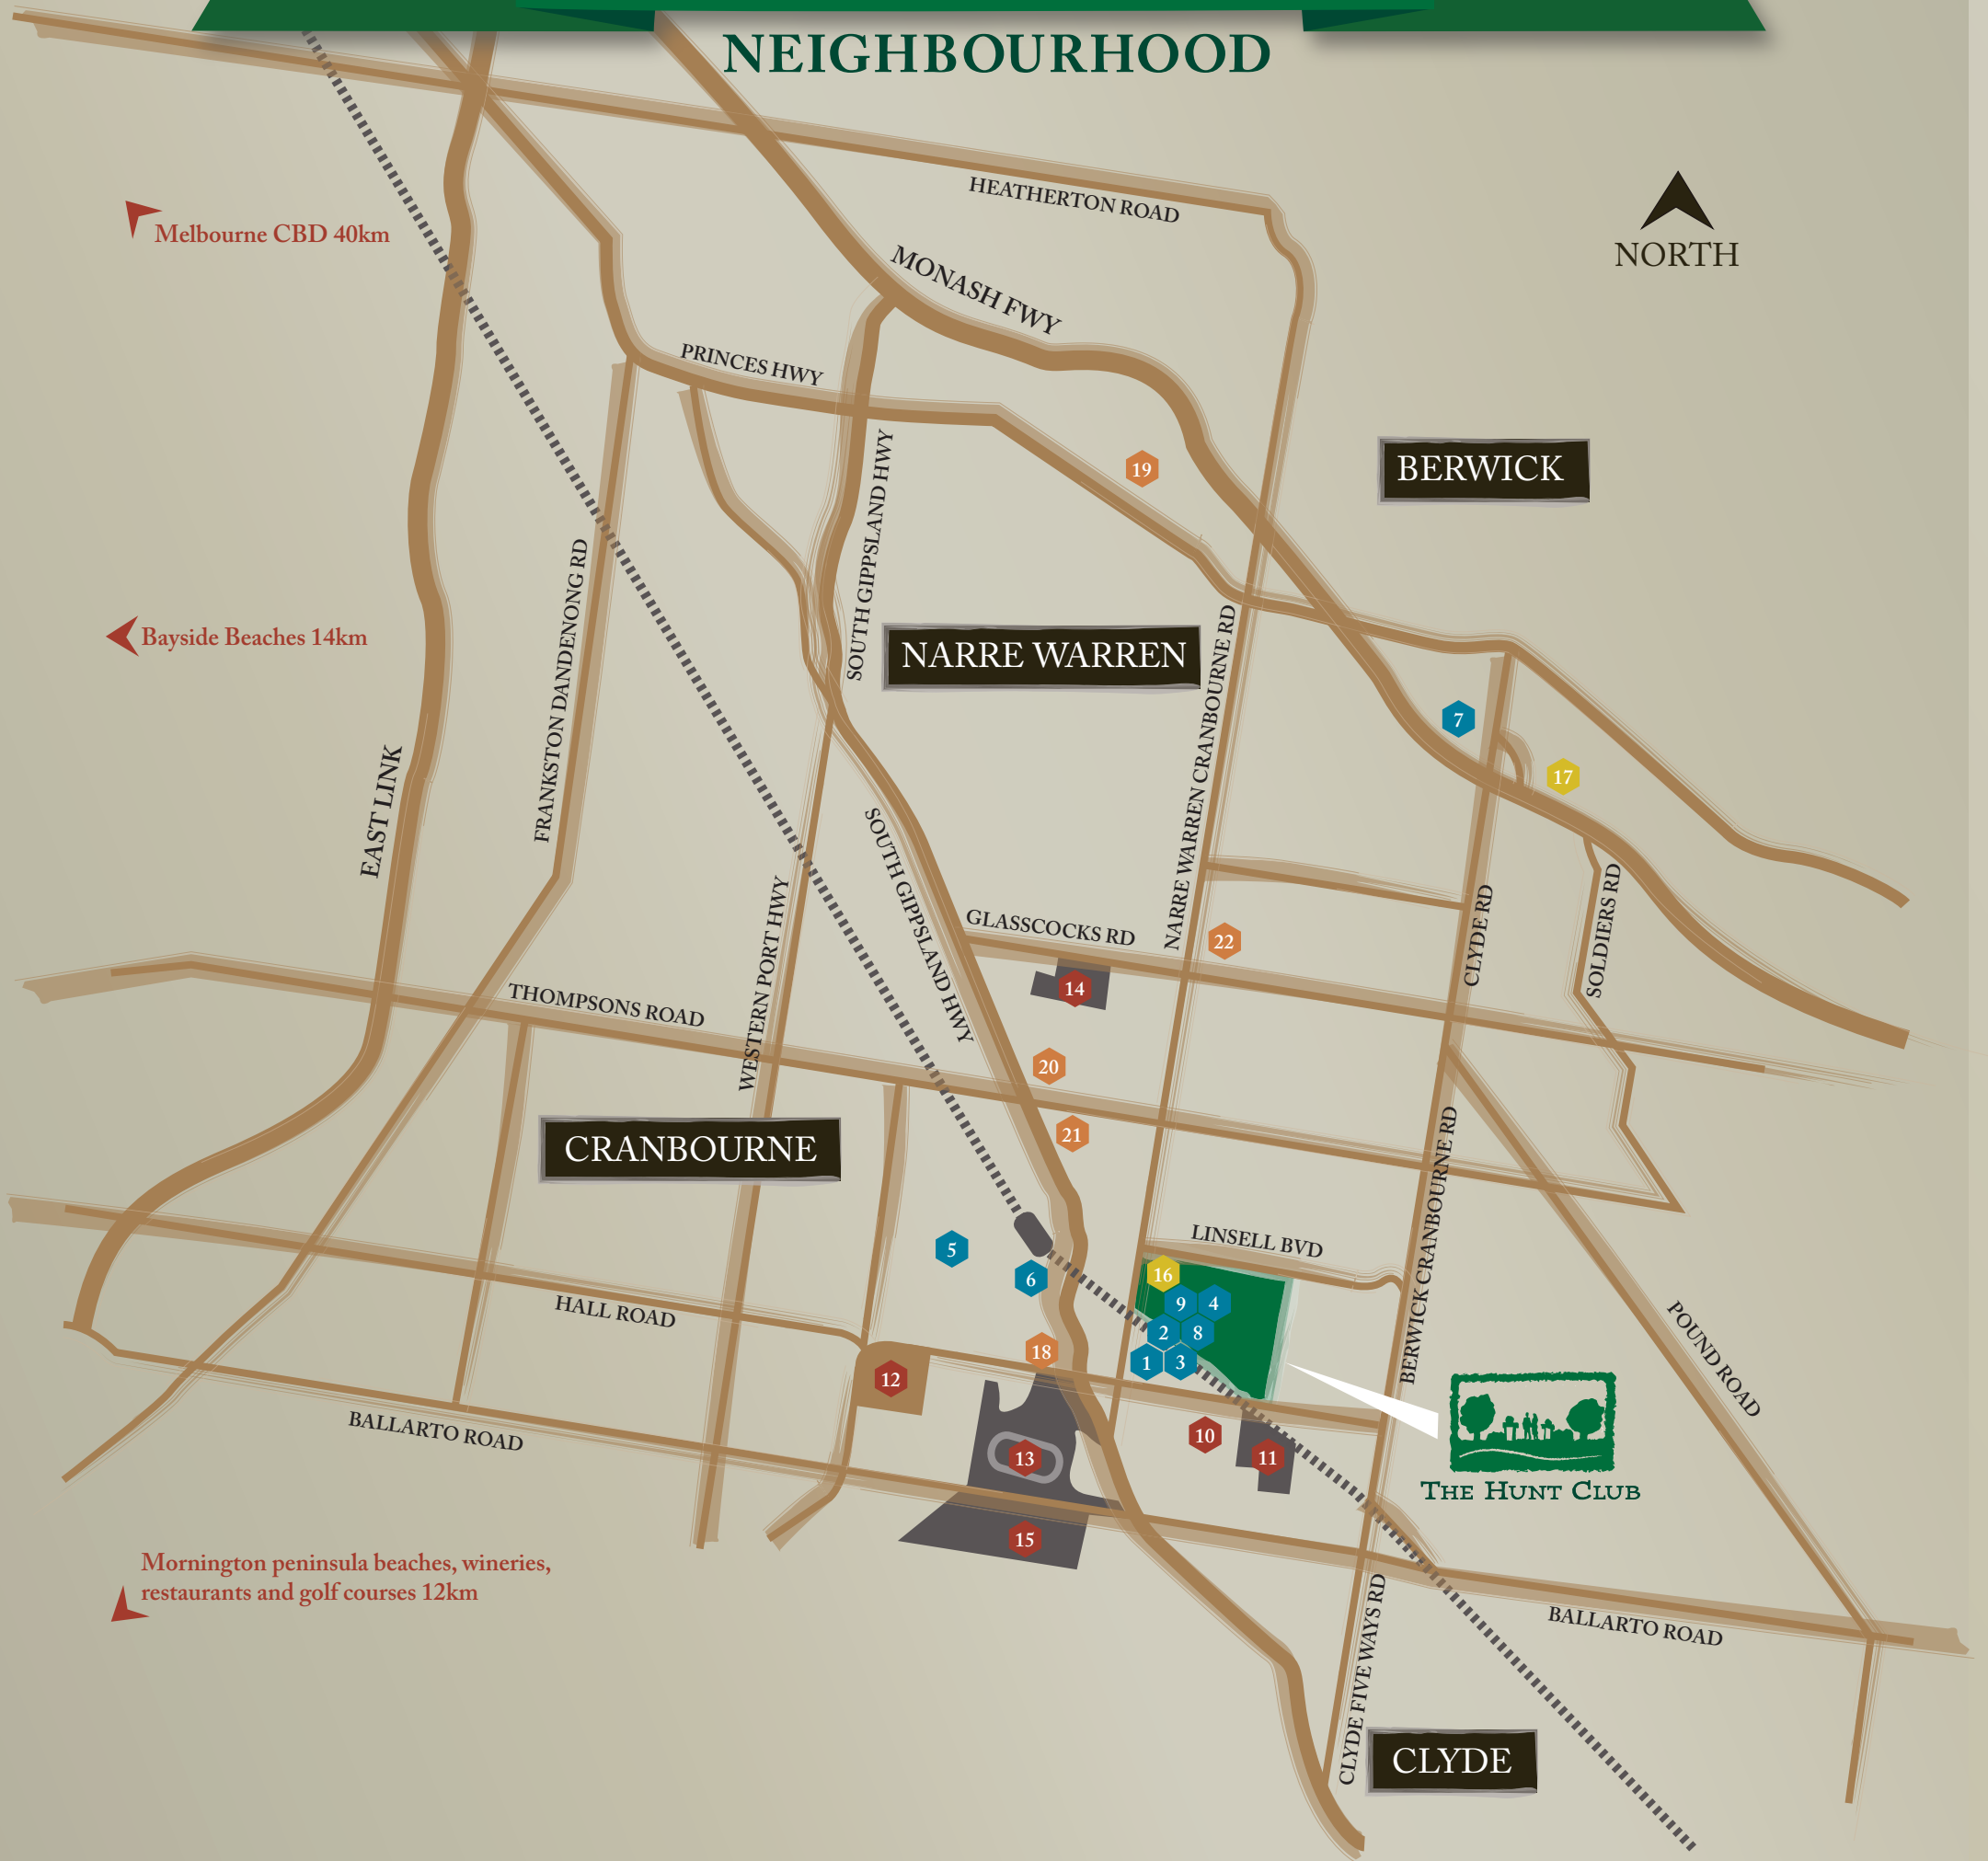 NEIGHBOURHOOD
HEATHERTON ROAD
Melbourne CBD 40km
NORTH
MONASH FWY
PRINCES HWY
19
BERWICK
SOUTH GIPPSLAND HWY
FRANKSTON DANDENONG RD
Bayside Beaches 14km
NARRE WARREN
NARRE WARREN CRANBOURNE RD
7
17
EAST LINK
SOUTH GIPPSLAND HWY
WESTERN PORT HWY
GLASSCOCKS RD
22
CLYDE RD
SOLDIERS RD
14
THOMPSONS ROAD
20
21
CRANBOURNE
BERWICK CRANBOURNE RD
5
6
LINSELL BVD
16
9
4
2
8
1
3
HALL ROAD
18
12
POUND ROAD
BALLARTO ROAD
10
11
13
THE HUNT CLUB
15
Mornington peninsula beaches, wineries,
restaurants and golf courses 12km
BALLARTO ROAD
CLYDE FIVE WAYS RD
CLYDE